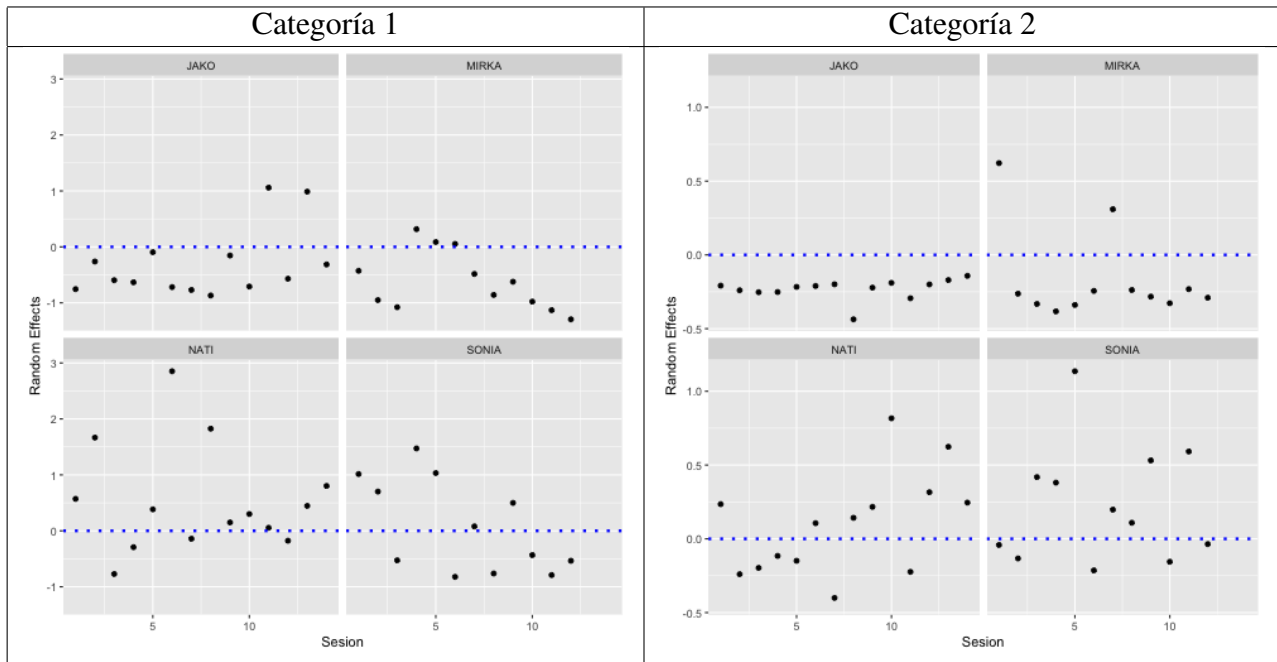 Categoría 1
Categoría 2
JAKO
MIRKA
3
2
1
0
-1
NATI
SONIA
3
2
1
0
-1
5
10
5
10
Random Effects
Sesion
JAKO
MIRKA
1.0
0.5
0.0
-0.5
NATI
SONIA
1.0
0.5
0.0
-0.5
5
10
5
10
Random Effects
Sesion